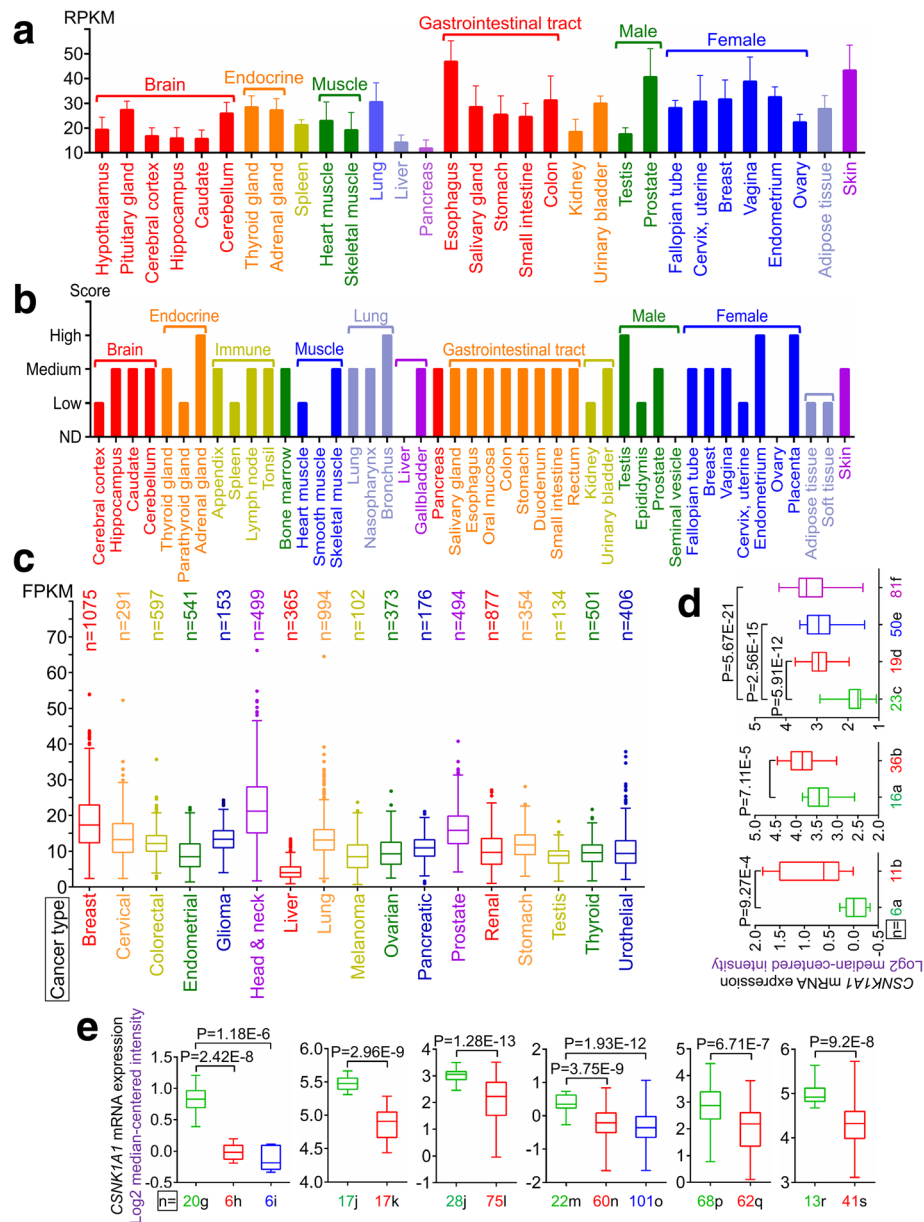 a
RPKM
50
40
30
20
10
Brain
Endocrine
Muscle
Gastrointestinal tract
Male
Female
Hypothalamus
Pituitary gland
Cerebral cortex
Hippocampus
Caudate
Cerebellum
Thyroid gland
Adrenal gland
Spleen
Heart muscle
Skeletal muscle
Lung
Liver
Pancreas
Esophagus
Salivary gland
Stomach
Small intestine
Colon
Kidney
Urinary bladder
Testis
Prostate
Fallopian tube
Cervix, uterine
Breast
Vagina
Endometrium
Ovary
Adipose tissue
Skin
b
Score
High
Medium
Low
ND
Brain
Endocrine
Immune
Muscle
Lung
Gastrointestinal tract
Male
Female
Cerebral cortex
Hippocampus
Caudate
Cerebellum
Thyroid gland
Parathyroid gland
Adrenal gland
Appendix
Spleen
Lymph node
Tonsil
Bone marrow
Heart muscle
Smooth muscle
Skeletal muscle
Lung
Nasopharynx
Bronchus
Liver
Gallbladder
Pancreas
Salivary gland
Esophagus
Oral mucosa
Colon
Stomach
Duodenum
Small intestine
Rectum
Kidney
Urinary bladder
Testis
Epididymis
Prostate
Seminal vesicle
Fallopian tube
Breast
Vagina
Cervix, uterine
Endometrium
Ovary
Placenta
Adipose tissue
Soft tissue
Skin
c
FPKM
70
60
50
40
30
20
10
0
n=1075
n=291
n=597
n=541
n=153
n=499
n=365
n=994
n=102
n=373
n=176
n=494
n=877
n=354
n=134
n=501
n=406
Cancer type
Breast
Cervical
Colorectal
Endometrial
Glioma
Head & neck
Liver
Lung
Melanoma
Ovarian
Pancreatic
Prostate
Renal
Stomach
Testis
Thyroid
Urothelial
d
P=5.67E-21
P=2.56E-15
P=5.91E-12
81f
50e
19d
23c
5
4
3
2
1
P=7.11E-5
36b
16a
5.0
4.5
4.0
3.5
3.0
2.5
2.0
P=9.27E-4
11b
6a
n=
2.0
1.5
1.0
0.5
0.0
-0.5
Log2 median-centered intensity
CSNK1A1 mRNA expression
e
CSNK1A1 mRNA expression
Log2 median-centered intensity
P=1.18E-6
P=2.42E-8
1.0
0.5
0.0
-0.5
n=
20g
6h
6i
P=2.96E-9
6.0
5.5
5.0
4.5
4.0
17j
17k
P=1.28E-13
4
3
2
1
0
-1
28j
75l
P=1.93E-12
P=3.75E-9
2
1
0
-1
-2
22m
60n
101o
P=6.71E-7
5
4
3
2
1
0
68p
62q
P=9.2E-8
6
5
4
3
13r
41s